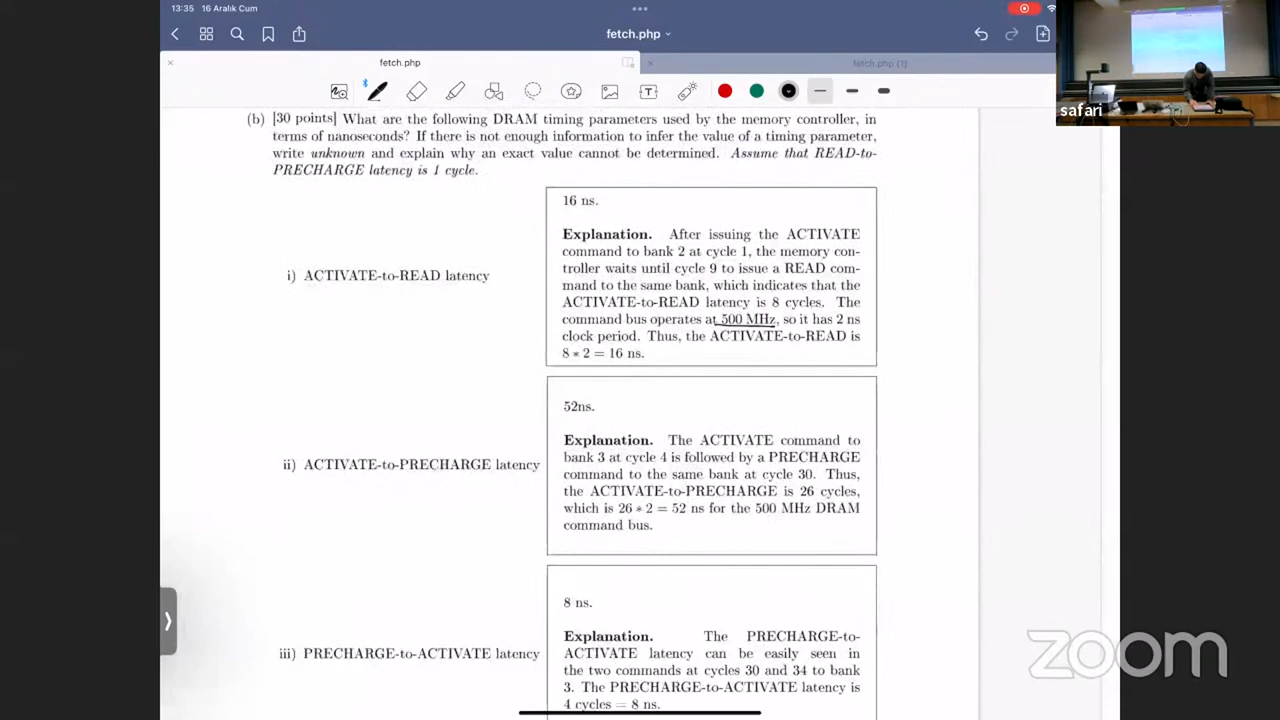 13:35 16 Aralık Cum
fetch.php
fetch.php
fetch.php (1)
safari
(b) [30 points] What are the following DRAM timing parameters used by the memory controller, in
terms of nanoseconds? If there is not enough information to infer the value of a timing parameter,
write unknown and explain why an exact value cannot be determined. Assume that READ-to-
PRECHARGE latency is 1 cycle.
i) ACTIVATE-to-READ latency
16 ns.
Explanation. After issuing the ACTIVATE
command to bank 2 at cycle 1, the memory con-
troller waits until cycle 9 to issue a READ com-
mand to the same bank, which indicates that the
ACTIVATE-to-READ latency is 8 cycles. The
command bus operates at 500 MHz, so it has 2 ns
clock period. Thus, the ACTIVATE-to-READ is
8 * 2 = 16 ns.
ii) ACTIVATE-to-PRECHARGE latency
52ns.
Explanation. The ACTIVATE command to
bank 3 at cycle 4 is followed by a PRECHARGE
command to the same bank at cycle 30. Thus,
the ACTIVATE-to-PRECHARGE is 26 cycles,
which is 26 * 2 = 52 ns for the 500 MHz DRAM
command bus.
iii) PRECHARGE-to-ACTIVATE latency
8 ns.
Explanation. The PRECHARGE-to-
ACTIVATE latency can be easily seen in
the two commands at cycles 30 and 34 to bank
3. The PRECHARGE-to-ACTIVATE latency is
4 cycles = 8 ns.
zoom